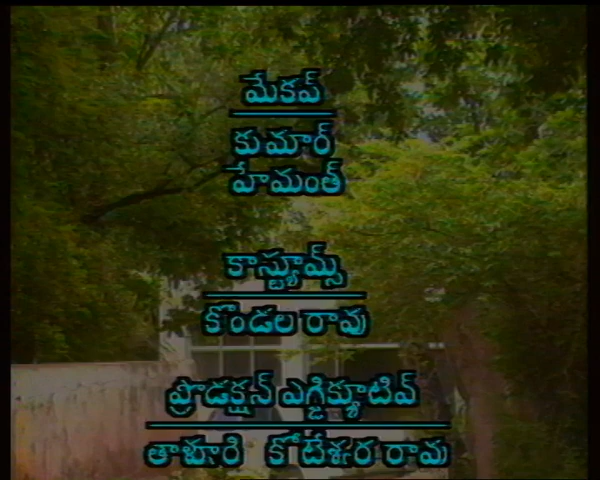 మేకప్
కుమార్
హేమంత్
కాస్ట్యూమ్స్
కొండల రావు
ప్రొడక్షన్ ఎగ్జిక్యూటివ్
తాళూరి కోటేశ్వర రావు